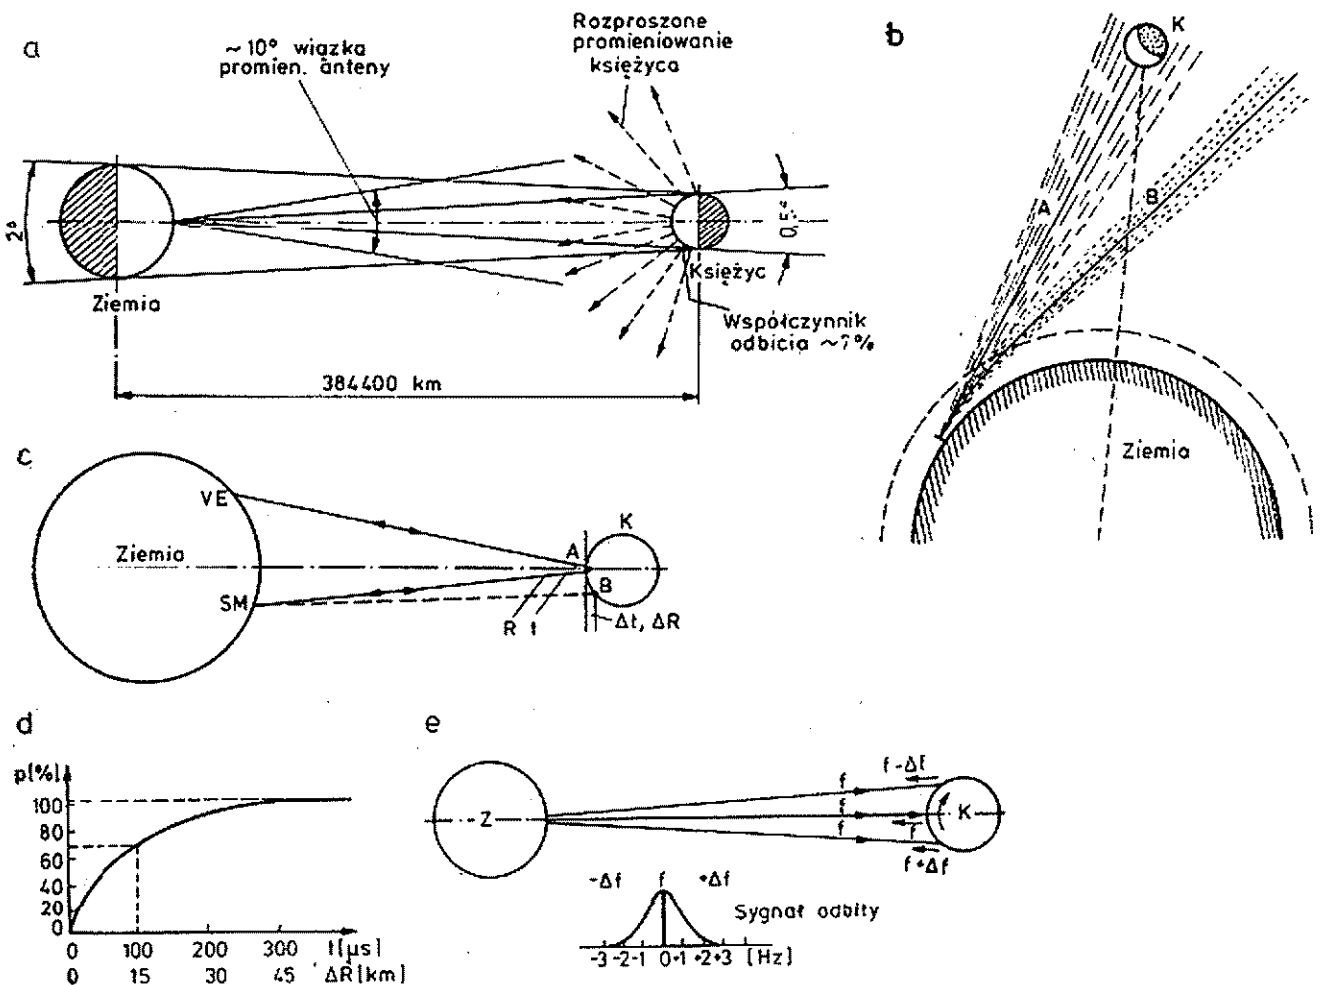 a
~10° wiązka
promien. anteny
Rozproszone
promieniowanie
księżyca
2°
0,5°
Ziemia
Księżyc
Współczynnik
odbicia ~7%
384400 km
b
K
A
B
Ziemia
c
VE
Ziemia
SM
A
K
B
R t
Δt, ΔR
d
p[%]
100
80
60
40
20
0
0 100 200 300 t[μs]
0 15 30 45 ΔR[km]
e
Z
f
f
f
f-Δf
f
f+Δf
K
-Δf f +Δf
Sygnał odbity
-3 -2 -1 0 +1 +2 +3 [Hz]